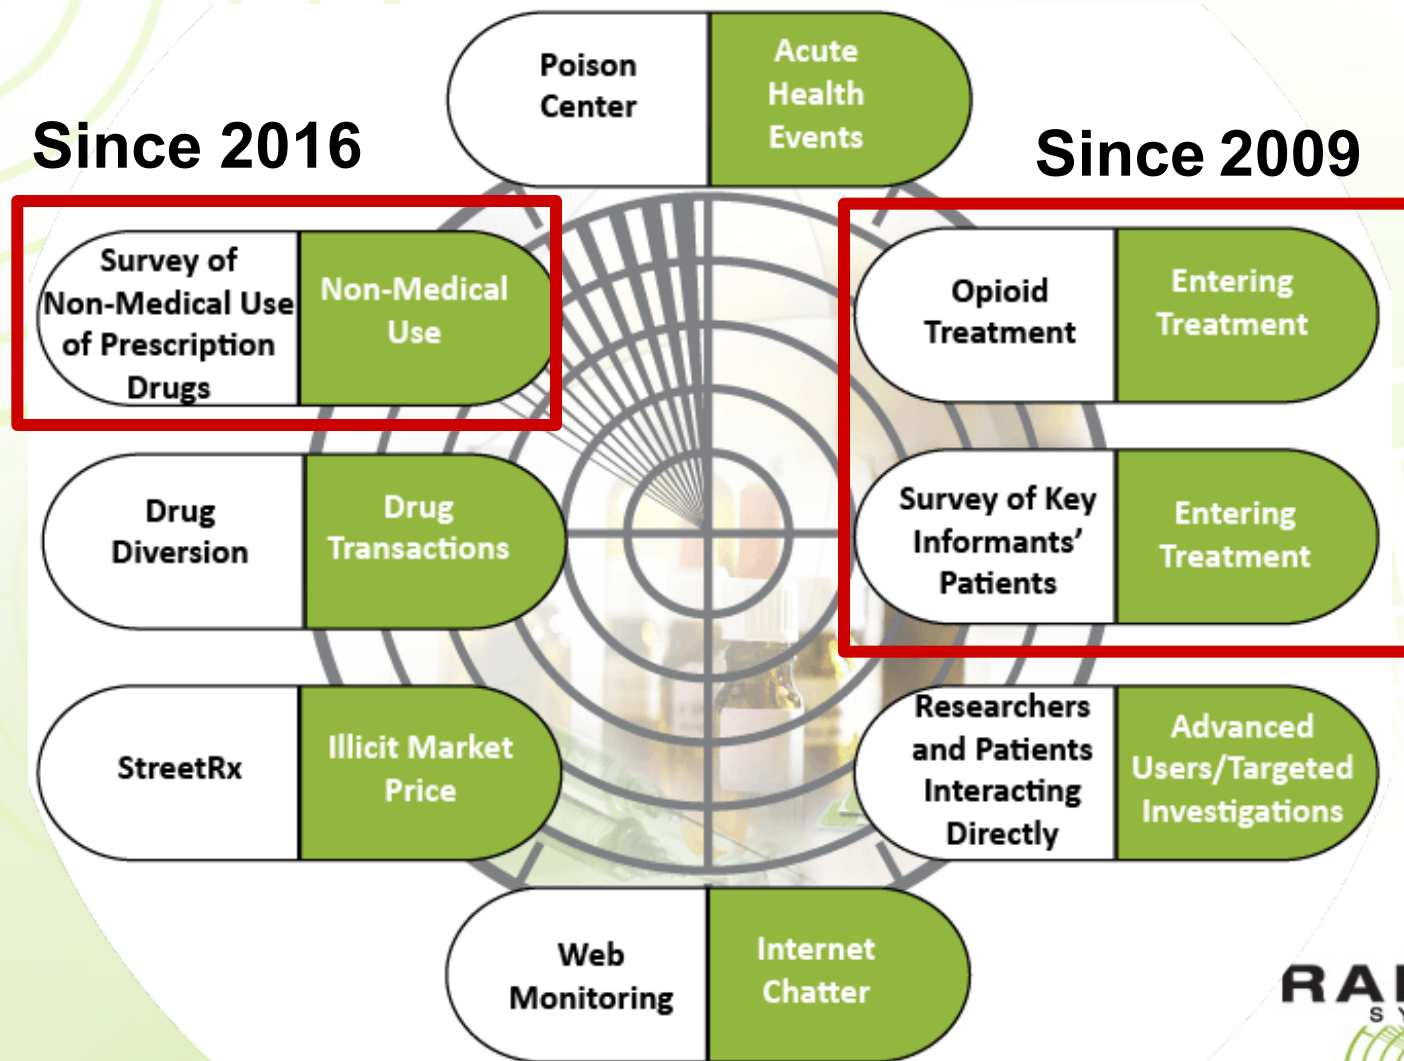 Poison
Center
Acute
Health
Events
Since 2016
Since 2009
Survey of
Non-Medical Use
of Prescription
Drugs
Non-Medical
Use
Opioid
Treatment
Entering
Treatment
Drug
Diversion
Drug
Transactions
Survey of Key
Informants’
Patients
Entering
Treatment
StreetRx
Illicit Market
Price
Researchers
and Patients
Interacting
Directly
Advanced
Users/Targeted
Investigations
Web
Monitoring
Internet
Chatter